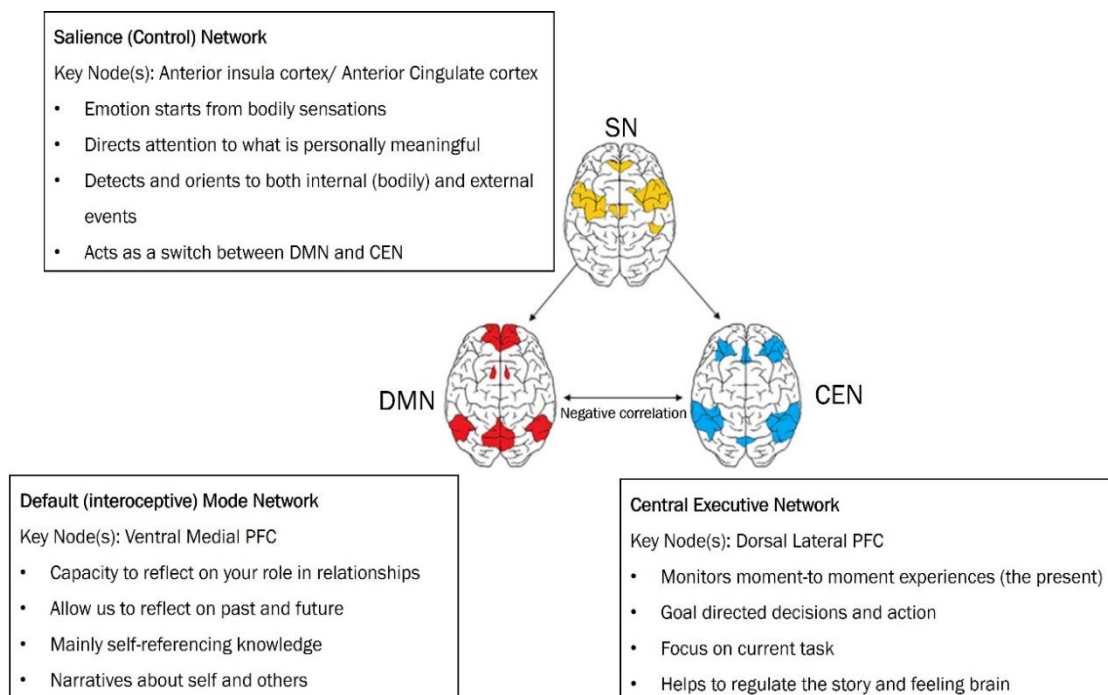 Salience (Control) Network
Key Node(s): Anterior insula cortex/ Anterior Cingulate cortex
• Emotion starts from bodily sensations
• Directs attention to what is personally meaningful
• Detects and orients to both internal (bodily) and external
events
• Acts as a switch between DMN and CEN
SN
DMN
Negative correlation
CEN
Default (interoceptive) Mode Network
Key Node(s): Ventral Medial PFC
• Capacity to reflect on your role in relationships
• Allow us to reflect on past and future
• Mainly self-referencing knowledge
• Narratives about self and others
Central Executive Network
Key Node(s): Dorsal Lateral PFC
• Monitors moment-to moment experiences (the present)
• Goal directed decisions and action
• Focus on current task
• Helps to regulate the story and feeling brain